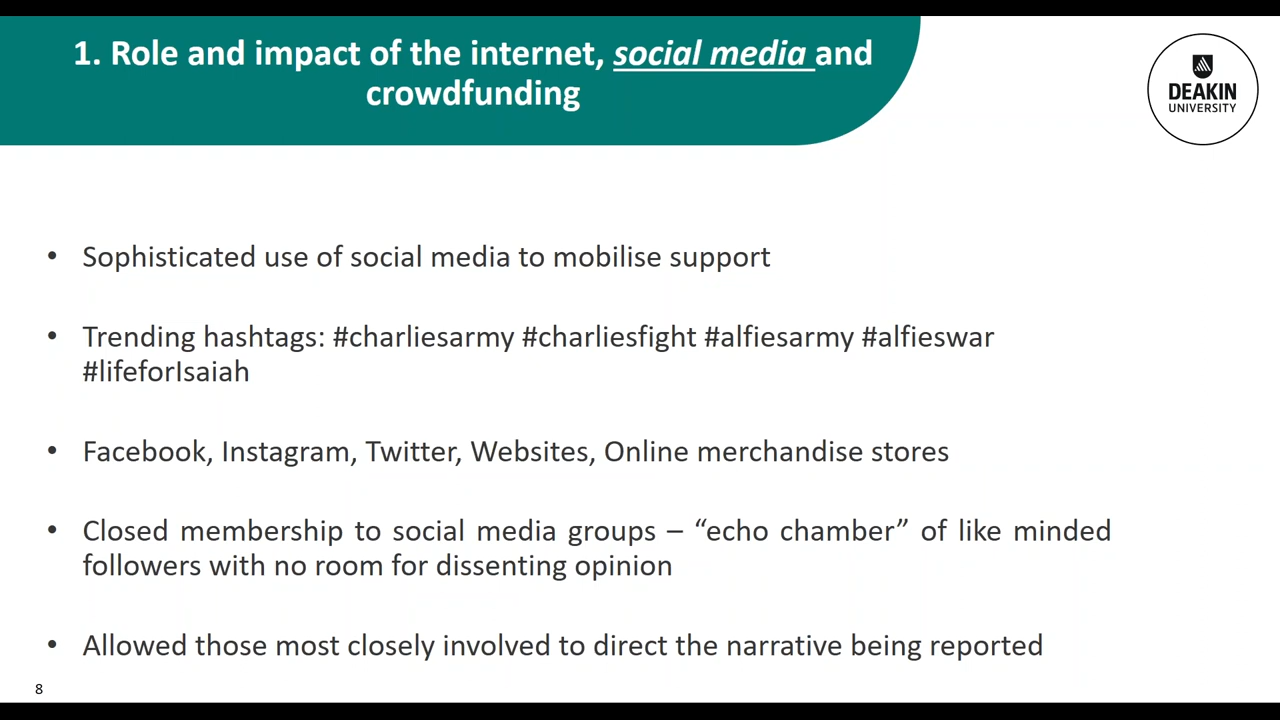 1. Role and impact of the internet, social media and
crowdfunding
DEAKIN
UNIVERSITY
• Sophisticated use of social media to mobilise support
• Trending hashtags: #charliesarmy #charliesfight #alfiesarmy #alfieswar
#lifeforIsaiah
• Facebook, Instagram, Twitter, Websites, Online merchandise stores
• Closed membership to social media groups – “echo chamber” of like minded
followers with no room for dissenting opinion
• Allowed those most closely involved to direct the narrative being reported
8